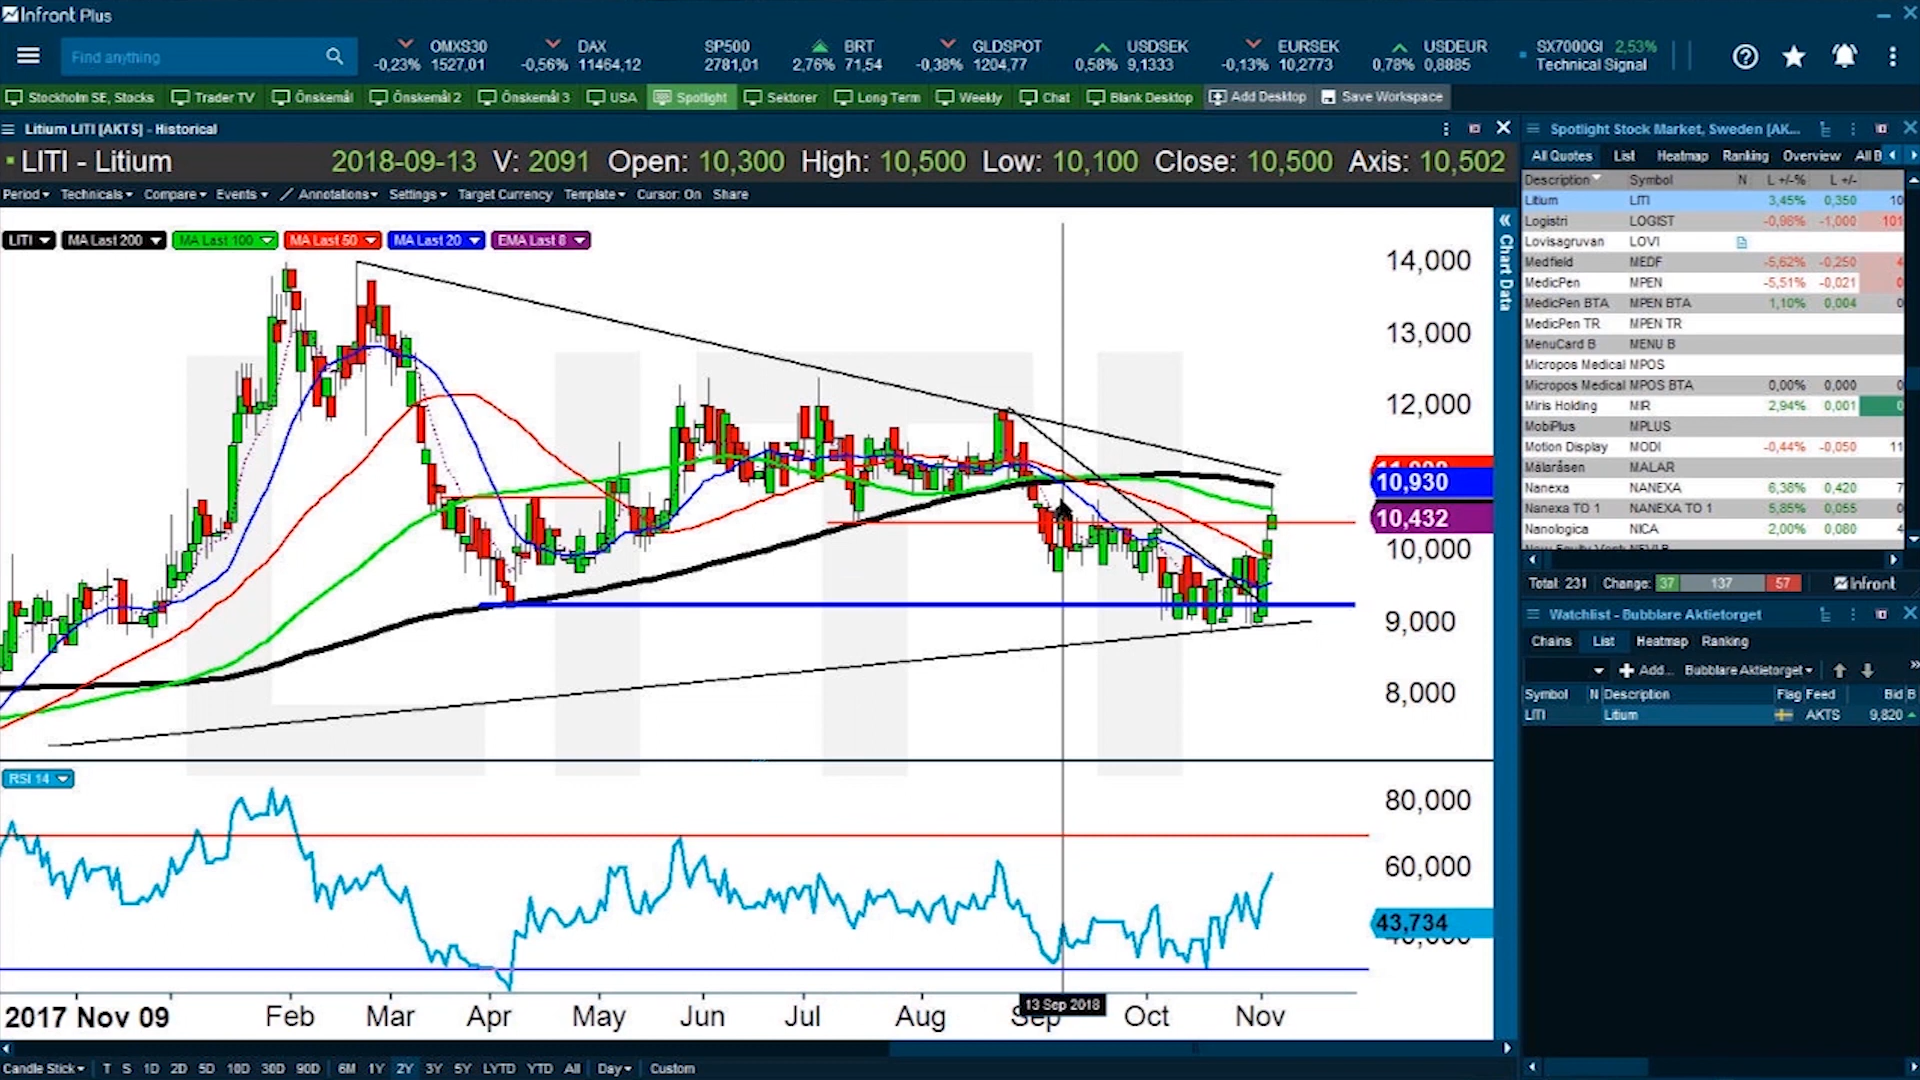 Infront Plus
Find anything
OMXS30 -0,23% 1527,01
DAX -0,56% 11464,12
SP500 2781,01
BRT 2,76% 71,54
GLDSPOT -0,38% 1204,77
USDSEK 0,58% 9,1333
EURSEK -0,13% 10,2773
USDEUR 0,78% 0,8885
SX7000GI 2,53%
Technical Signal
Stockholm SE, Stocks Trader TV Önskemål Önskemål 2 Önskemål 3 USA Spotlight Sektorer Long Term Weekly Chat Blank Desktop Add Desktop Save Workspace
Litium LITI [AKTS] - Historical
LITI - Litium 2018-09-13 V: 2091 Open: 10,300 High: 10,500 Low: 10,100 Close: 10,500 Axis: 10,502
Period Technicals Compare Events Annotations Settings Target Currency Template Cursor: On Share
LITI MA Last 200 MA Last 100 MA Last 50 MA Last 20 EMA Last 8
Chart Data
LITI
14,000
13,000
12,000
10,930
10,432
10,000
9,000
8,000
RSI 14
80,000
60,000
43,734
13 Sep 2018
2017 Nov 09 Feb Mar Apr May Jun Jul Aug Sep Oct Nov
Candle Stick T S 1D 2D 5D 10D 30D 90D 6M 1Y 2Y 3Y 5Y LYTD YTD All Day Custom
Spotlight Stock Market, Sweden [AK...
All Quotes List Heatmap Ranking Overview All B
Description Symbol N L +/-% L +/-
Litium LITI 3,45% 0,350 10
Logistri LOGIST -0,98% -1,000 101
Lovisagruvan LOVI
Medfield MEDF -5,62% -0,250 4
MedicPen MPEN -5,51% -0,021 0
MedicPen BTA MPEN BTA 1,10% 0,004 0
MedicPen TR MPEN TR
MenuCard B MENU B
Micropos Medical MPOS
Micropos Medical MPOS BTA 0,00% 0,000 0
Miris Holding MIR 2,94% 0,001 0
MobiPlus MPLUS
Motion Display MODI -0,44% -0,050 11
Mälaråsen MALAR
Nanexa NANEXA 6,38% 0,420 7
Nanexa TO 1 NANEXA TO 1 5,85% 0,055 0
Nanologica NICA 2,00% 0,080 4
Total: 231 Change: 37 137 57 Infront
Watchlist - Bubblare Aktietorget
Chains List Heatmap Ranking
Add... Bubblare Aktietorget
Symbol N Description Flag Feed Bid B
LITI Litium AKTS 9,820